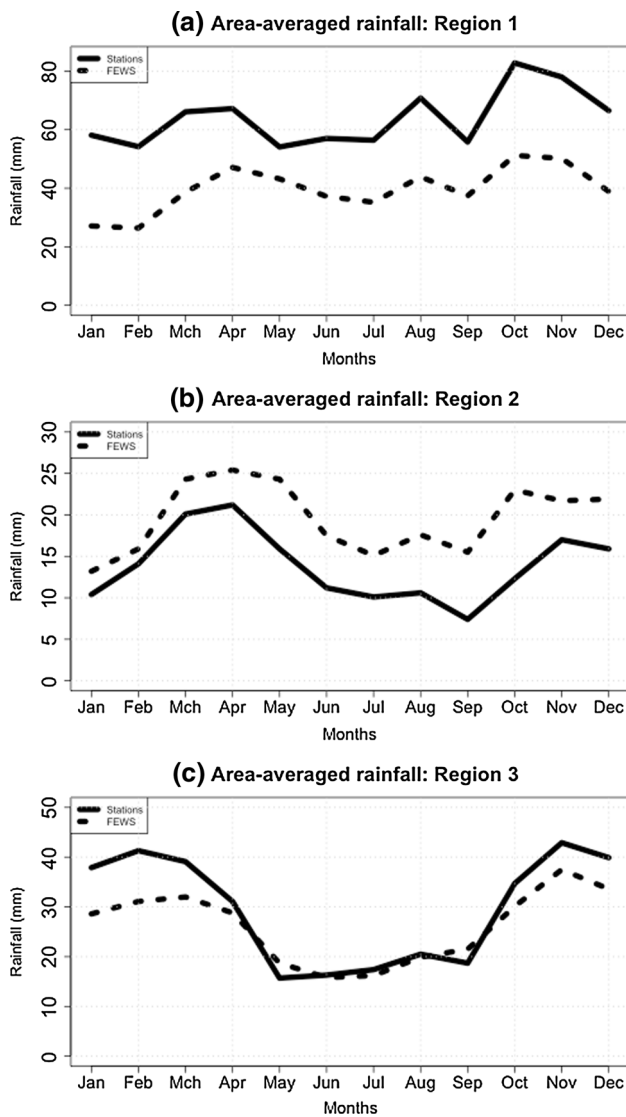 (a) Area-averaged rainfall: Region 1
Stations
FEWS
Rainfall (mm)
80
60
40
20
0
Jan Feb Mch Apr May Jun Jul Aug Sep Oct Nov Dec
Months
(b) Area-averaged rainfall: Region 2
Stations
FEWS
Rainfall (mm)
30
25
20
15
10
5
0
Jan Feb Mch Apr May Jun Jul Aug Sep Oct Nov Dec
Months
(c) Area-averaged rainfall: Region 3
Stations
FEWS
Rainfall (mm)
50
40
30
20
10
0
Jan Feb Mch Apr May Jun Jul Aug Sep Oct Nov Dec
Months